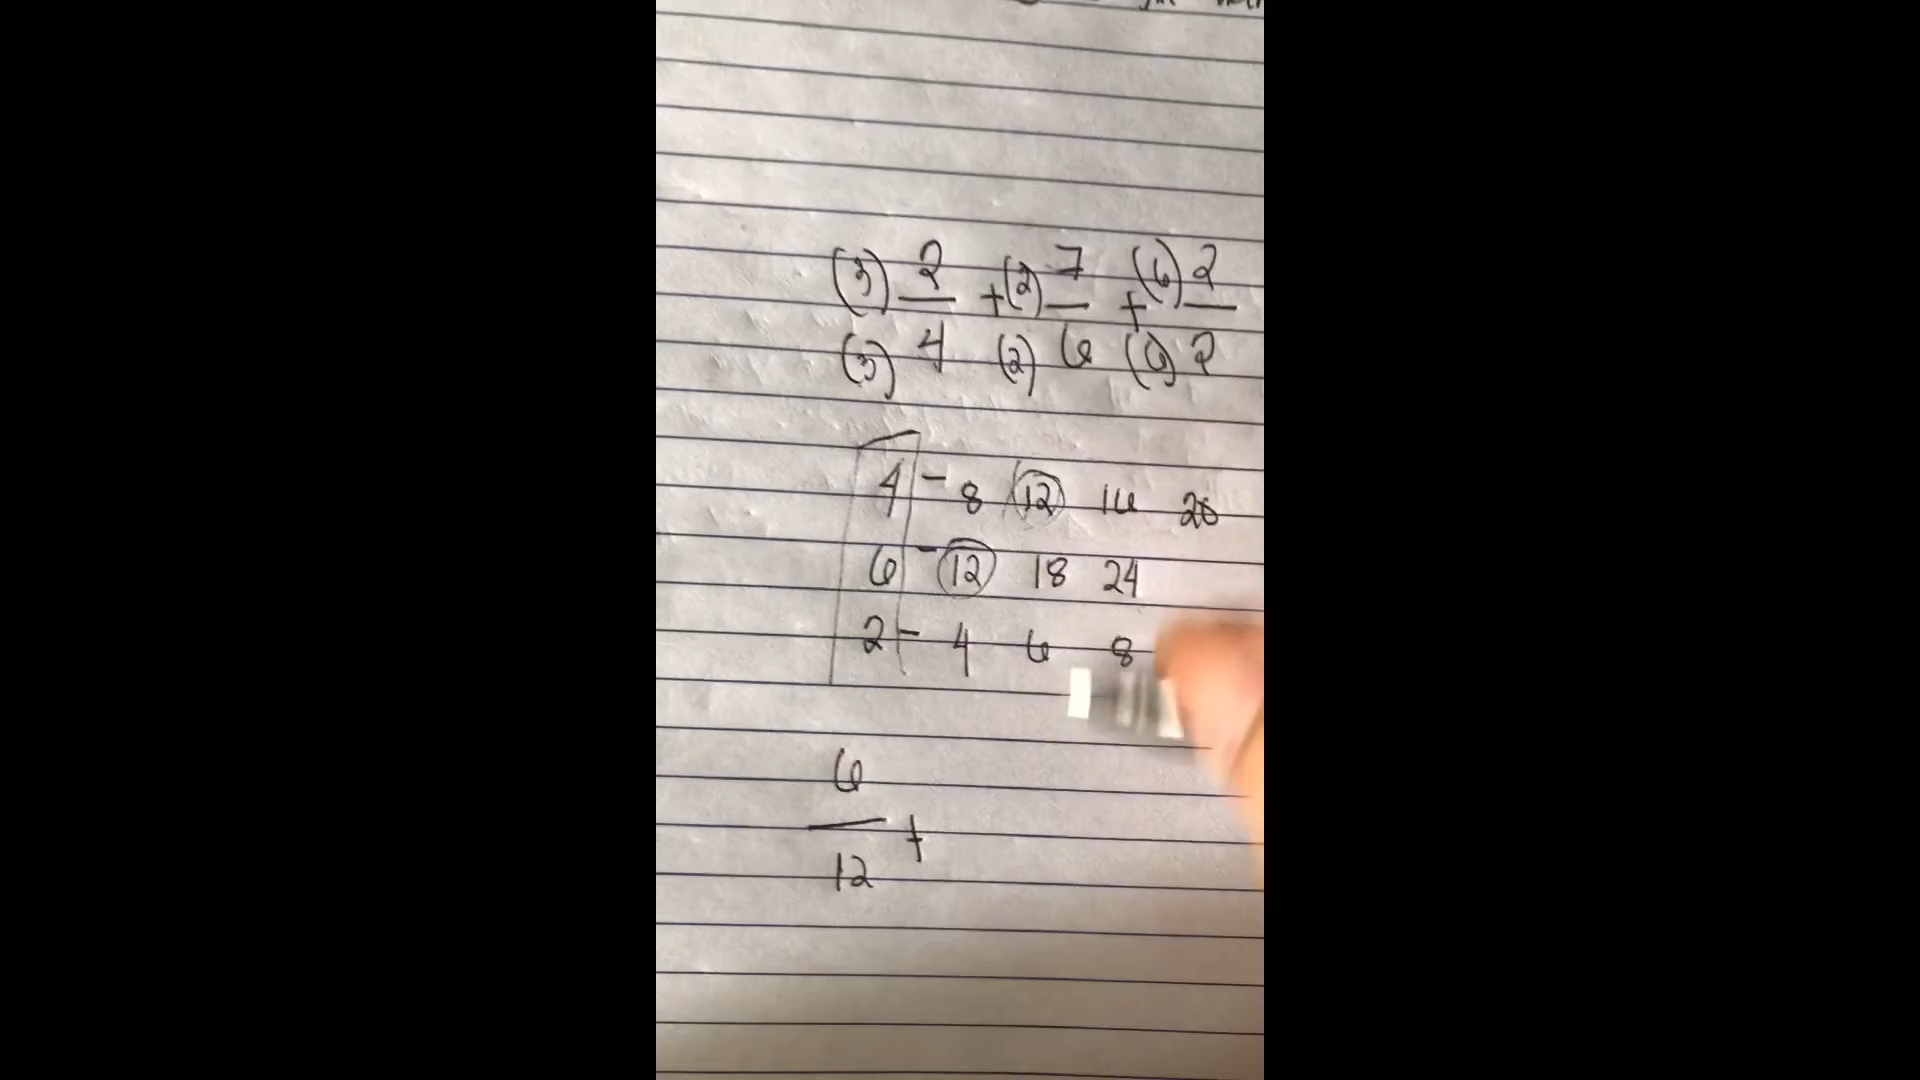 (3) 2 + (2) 7 + (6) 2
(3) 4 (2) 6 (6) 2
4 - 8 12 16 20
6 - 12 18 24
2 - 4 6 8
6
+
12